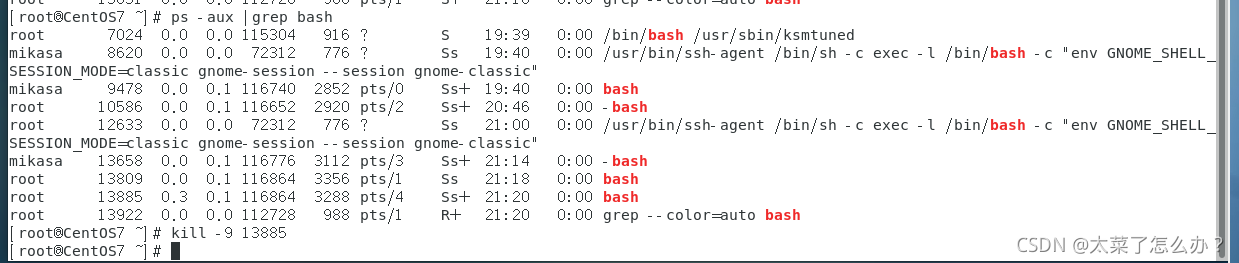 [root@CentOS7 ~]# ps -aux |grep bash
root 7024 0.0 0.0 115304 916 ? S 19:39 0:00 /bin/bash /usr/sbin/ksmtuned
mikasa 8620 0.0 0.0 72312 776 ? Ss 19:40 0:00 /usr/bin/ssh-agent /bin/sh -c exec -l /bin/bash -c "env GNOME_SHELL_
SESSION_MODE=classic gnome-session --session gnome-classic"
mikasa 9478 0.0 0.1 116740 2852 pts/0 Ss+ 19:40 0:00 bash
root 10586 0.0 0.1 116652 2920 pts/2 Ss+ 20:46 0:00 -bash
root 12633 0.0 0.0 72312 776 ? Ss 21:00 0:00 /usr/bin/ssh-agent /bin/sh -c exec -l /bin/bash -c "env GNOME_SHELL_
SESSION_MODE=classic gnome-session --session gnome-classic"
mikasa 13658 0.0 0.1 116776 3112 pts/3 Ss+ 21:14 0:00 -bash
root 13809 0.0 0.1 116864 3356 pts/1 Ss 21:18 0:00 bash
root 13885 0.3 0.1 116864 3288 pts/4 Ss+ 21:20 0:00 bash
root 13922 0.0 0.0 112728 988 pts/1 R+ 21:20 0:00 grep --color=auto bash
[root@CentOS7 ~]# kill -9 13885
[root@CentOS7 ~]#
CSDN @太菜了怎么办?